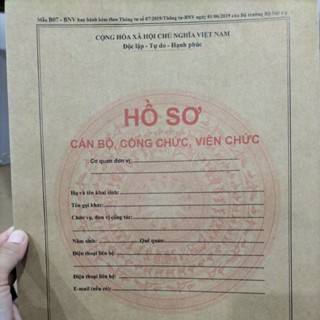 Mẫu B07 - BNV ban hành kèm theo Thông tư số 07/2019/Thông tư-BNV ngày 01/06/2019 của Bộ trưởng Bộ Nội vụ
CỘNG HÒA XÃ HỘI CHỦ NGHĨA VIỆT NAM
Độc lập - Tự do - Hạnh phúc
HỒ SƠ
CÁN BỘ, CÔNG CHỨC, VIÊN CHỨC
Cơ quan đơn vị:
Họ và tên khai sinh:
Tên gọi khác:
Chức vụ, đơn vị công tác:
Năm sinh: Quê quán:
Điện thoại liên hệ:
Điện thoại liên hệ:
E-mail (nếu có):